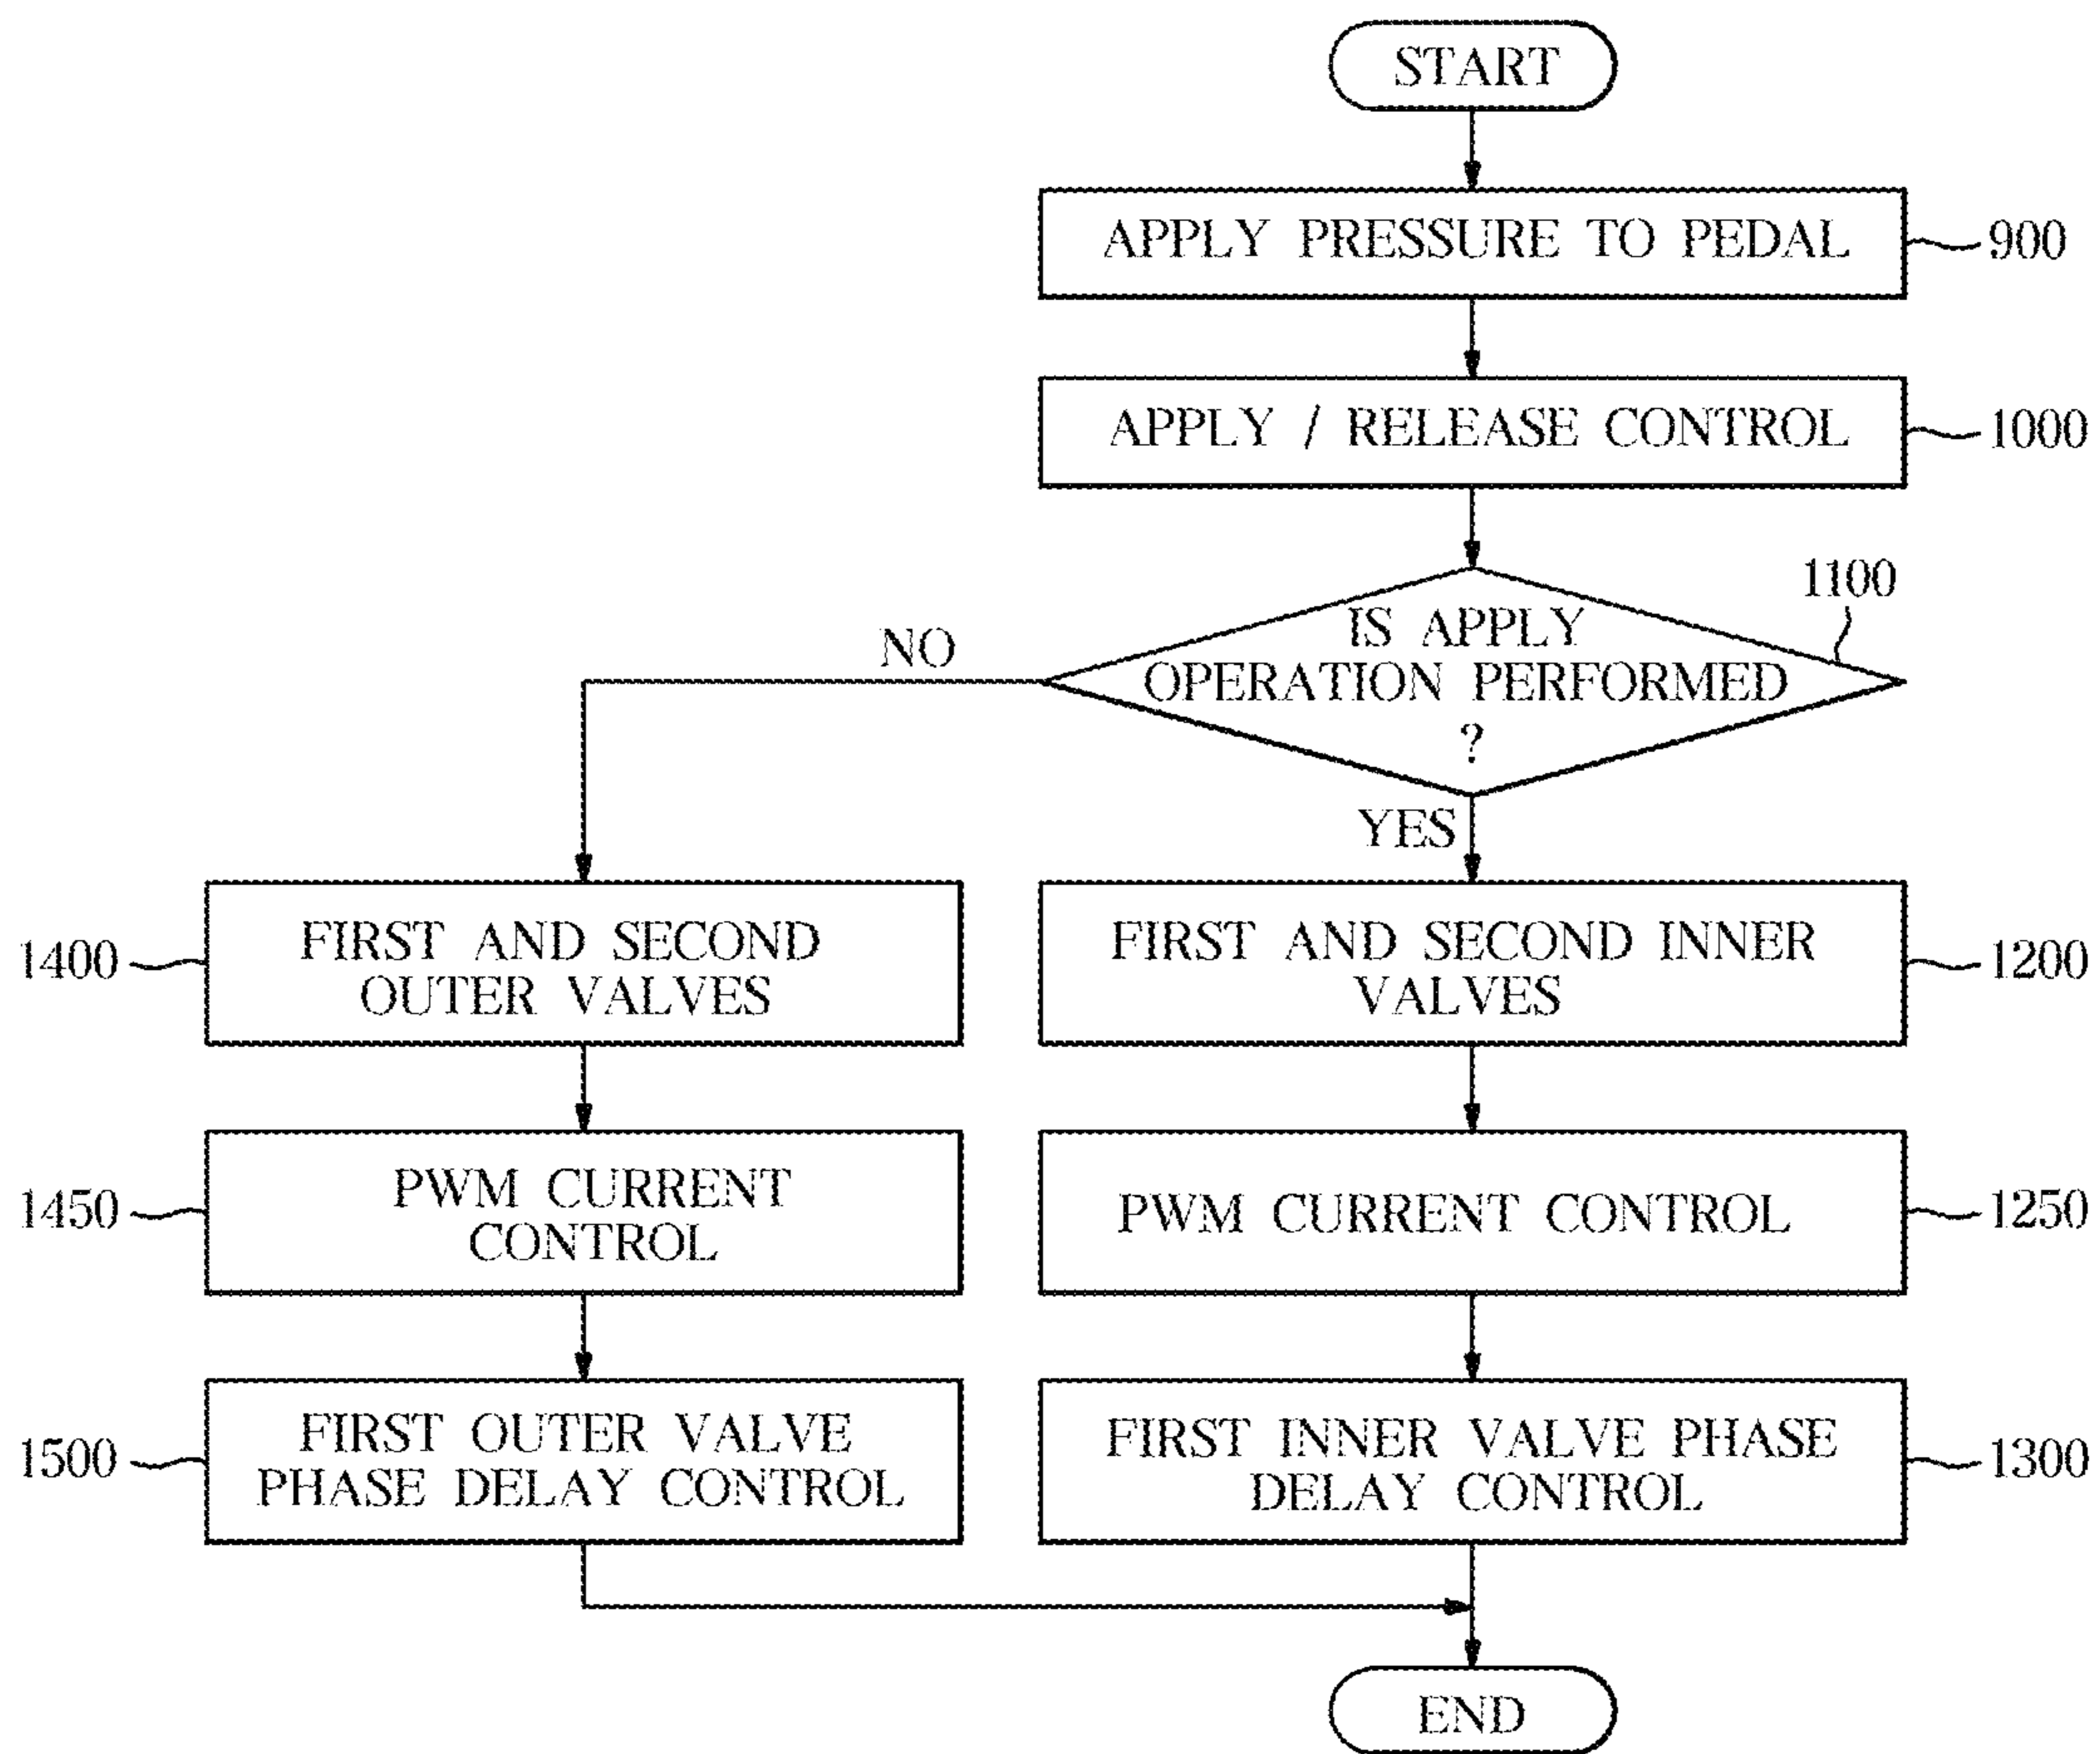 START
APPLY PRESSURE TO PEDAL
900
APPLY / RELEASE CONTROL
1000
1100
IS APPLY
OPERATION PERFORMED
?
NO
YES
1400
FIRST AND SECOND
OUTER VALVES
FIRST AND SECOND INNER
VALVES
1200
1450
PWM CURRENT
CONTROL
PWM CURRENT CONTROL
1250
1500
FIRST OUTER VALVE
PHASE DELAY CONTROL
FIRST INNER VALVE PHASE
DELAY CONTROL
1300
END